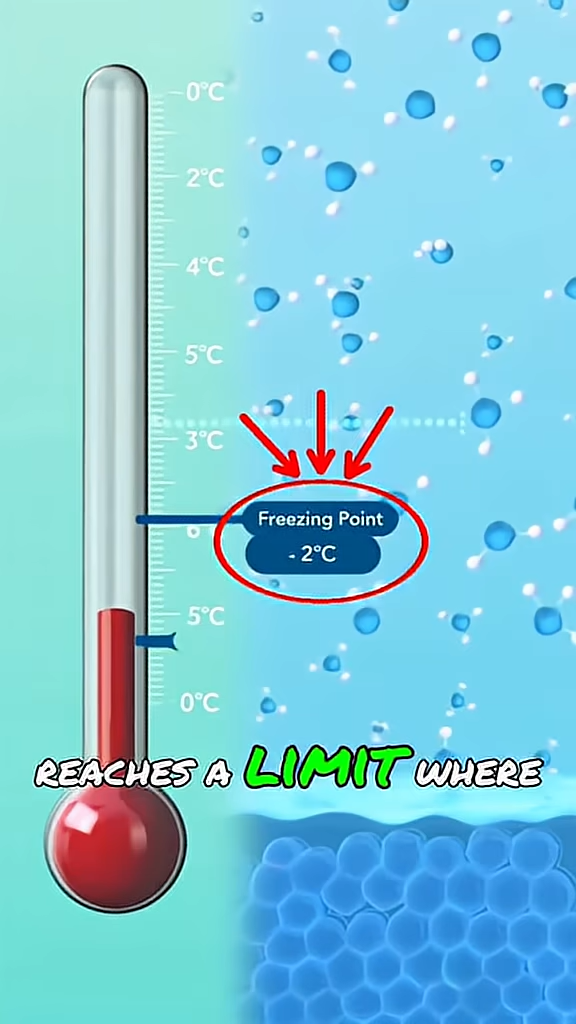 0°C
2°C
4°C
5°C
3°C
Freezing Point
6
- 2°C
5°C
0°C
REACHES A LIMIT WHERE